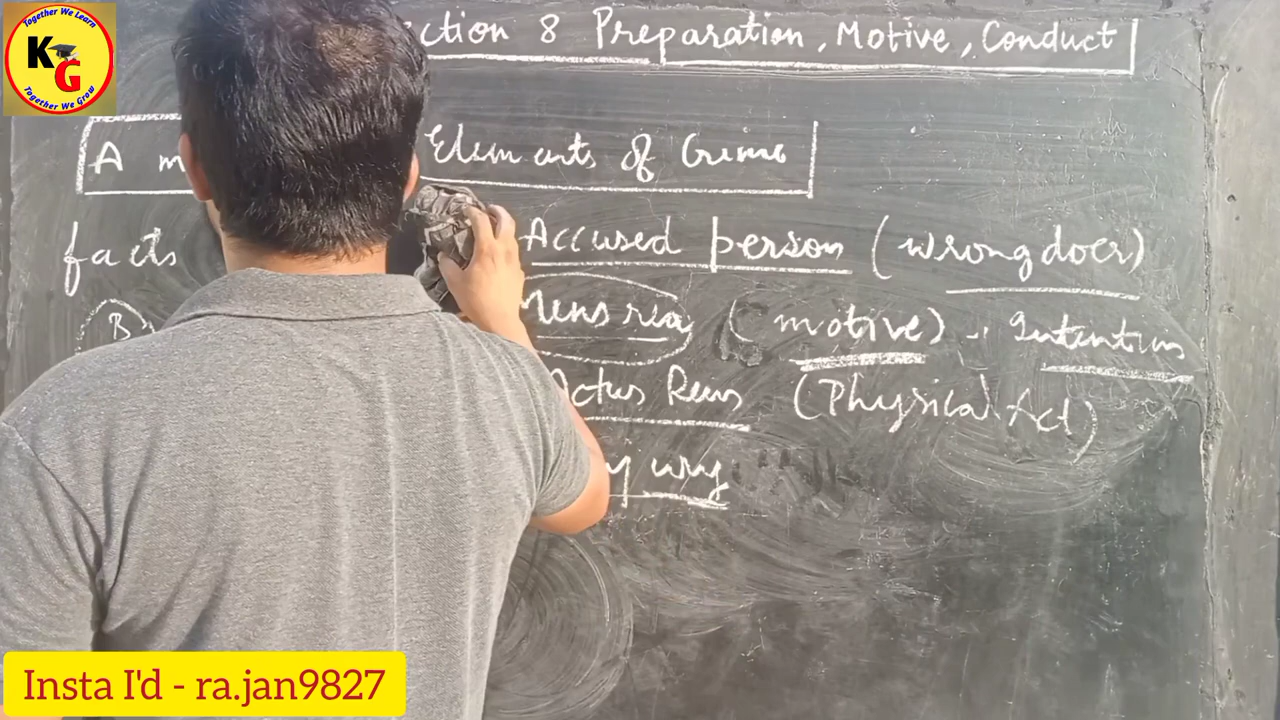 Together We Learn
KG
Together We Grow
ction 8 Preparation, Motive, Conduct
A m Elements of Crime
facts Accused person (wrongdoer)
B Mens rea (motive) Intention
Actus Reus (Physical Act)
y way
Insta I'd - ra.jan9827